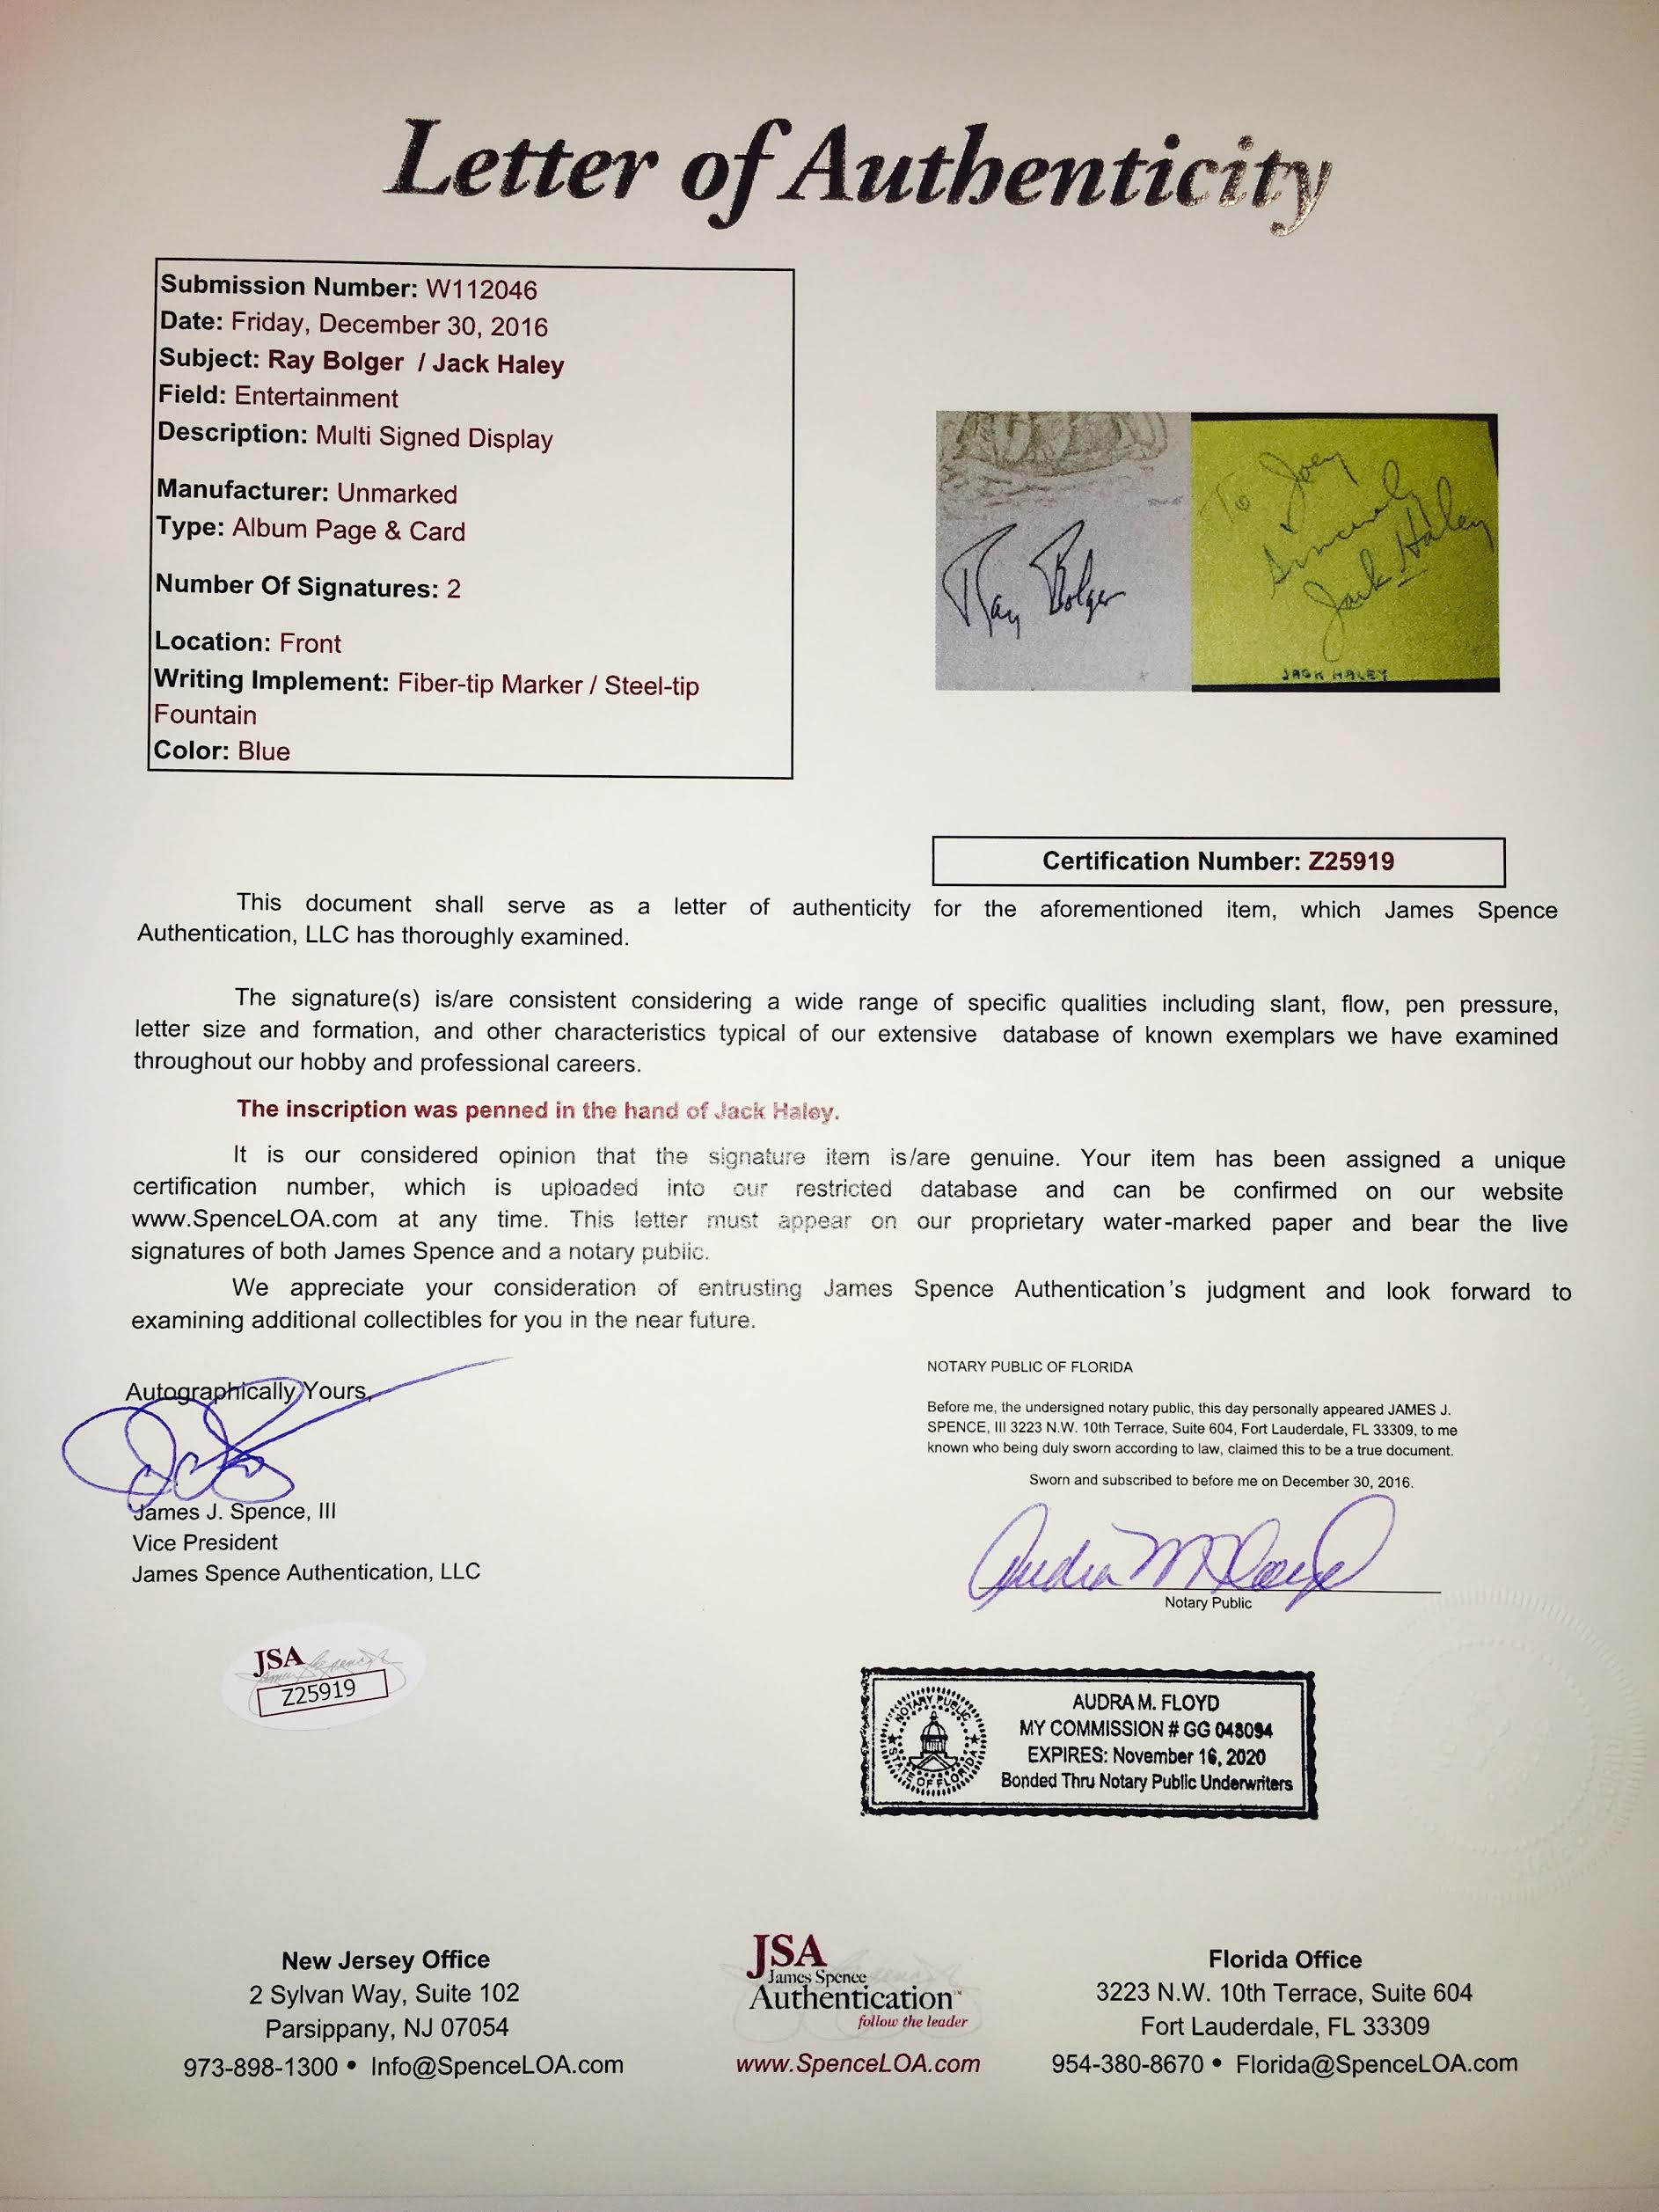 Letter of Authenticity
Submission Number: W112046
Date: Friday, December 30, 2016
Subject: Ray Bolger / Jack Haley
Field: Entertainment
Description: Multi Signed Display
Manufacturer: Unmarked
Type: Album Page & Card
Number Of Signatures: 2
Location: Front
Writing Implement: Fiber-tip Marker / Steel-tip
Fountain
Color: Blue
Ray Bolger
To Joey
Sincerely
Jack Haley
JACK HALEY
Certification Number: Z25919
This document shall serve as a letter of authenticity for the aforementioned item, which James Spence
Authentication, LLC has thoroughly examined.
The signature(s) is/are consistent considering a wide range of specific qualities including slant, flow, pen pressure,
letter size and formation, and other characteristics typical of our extensive database of known exemplars we have examined
throughout our hobby and professional careers.
The inscription was penned in the hand of Jack Haley.
It is our considered opinion that the signature item is/are genuine. Your item has been assigned a unique
certification number, which is uploaded into our restricted database and can be confirmed on our website
www.SpenceLOA.com at any time. This letter must appear on our proprietary water-marked paper and bear the live
signatures of both James Spence and a notary public.
We appreciate your consideration of entrusting James Spence Authentication's judgment and look forward to
examining additional collectibles for you in the near future.
Autographically Yours,
James J. Spence, III
Vice President
James Spence Authentication, LLC
NOTARY PUBLIC OF FLORIDA
Before me, the undersigned notary public, this day personally appeared JAMES J.
SPENCE, III 3223 N.W. 10th Terrace, Suite 604, Fort Lauderdale, FL 33309, to me
known who being duly sworn according to law, claimed this to be a true document.
Sworn and subscribed to before me on December 30, 2016.
Audra M Floyd
Notary Public
JSA
Z25919
NOTARY PUBLIC
STATE OF FLORIDA
AUDRA M. FLOYD
MY COMMISSION # GG 048094
EXPIRES: November 16, 2020
Bonded Thru Notary Public Underwriters
New Jersey Office
2 Sylvan Way, Suite 102
Parsippany, NJ 07054
973-898-1300 • Info@SpenceLOA.com
JSA
James Spence
Authentication™
follow the leader
www.SpenceLOA.com
Florida Office
3223 N.W. 10th Terrace, Suite 604
Fort Lauderdale, FL 33309
954-380-8670 • Florida@SpenceLOA.com